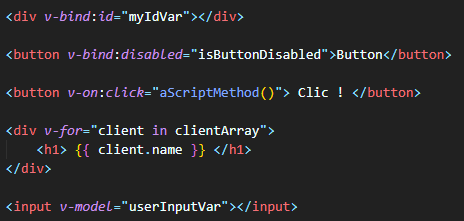 <div v-bind:id="myIdVar"></div>
<button v-bind:disabled="isButtonDisabled">Button</button>
<button v-on:click="aScriptMethod()"> Clic ! </button>
<div v-for="client in clientArray">
    <h1> {{ client.name }} </h1>
</div>
<input v-model="userInputVar"></input>